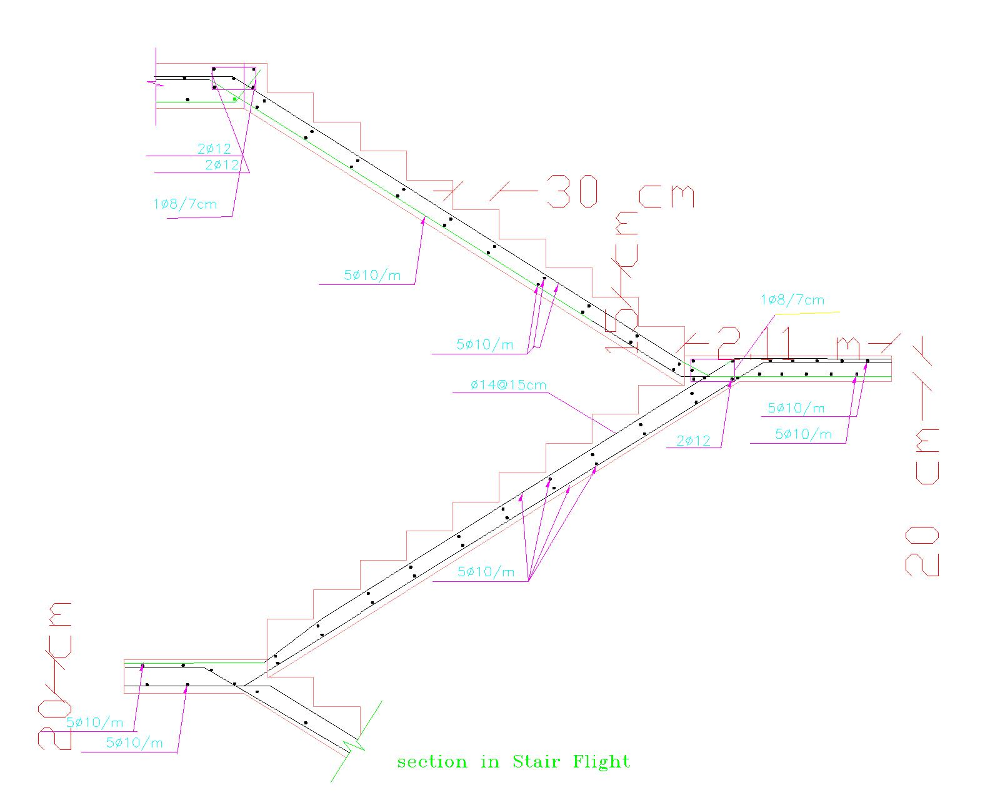 2ø12
2ø12
30 cm
1ø8/7cm
15 cm
5ø10/m
1ø8/7cm
5ø10/m
2.11 m
ø14@15cm
5ø10/m
5ø10/m
2ø12
20 cm
5ø10/m
20 cm
5ø10/m
5ø10/m
section in Stair Flight